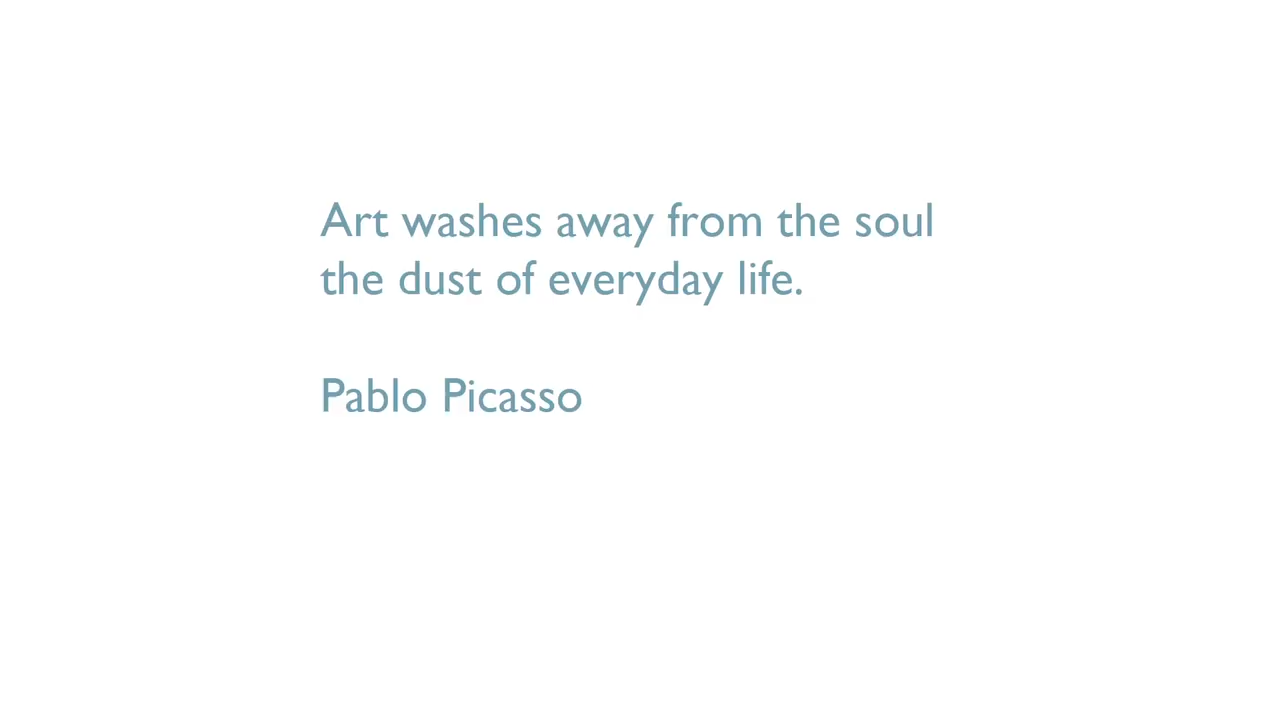 Art washes away from the soul
the dust of everyday life.
Pablo Picasso